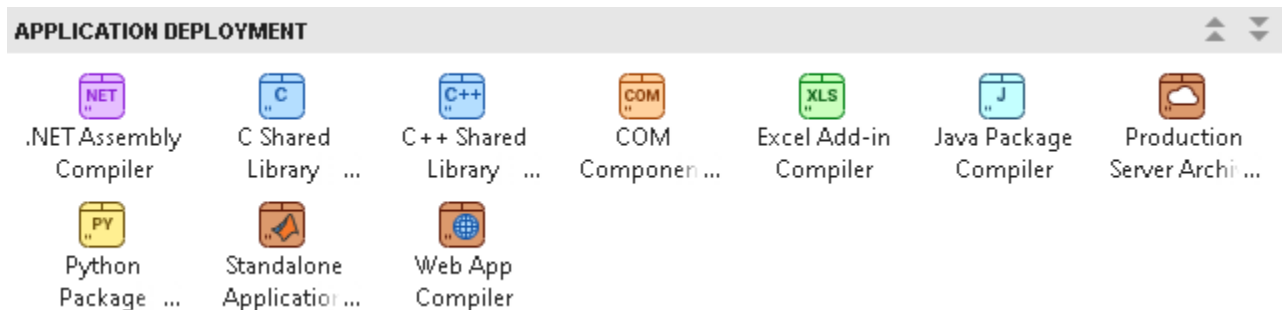 APPLICATION DEPLOYMENT
NET C C++ COM XLS J
.NET Assembly C Shared C++ Shared COM Excel Add-in Java Package Production
Compiler Library ... Library ... Componen... Compiler Compiler Server Archi...
PY
Python Standalone Web App
Package ... Application... Compiler